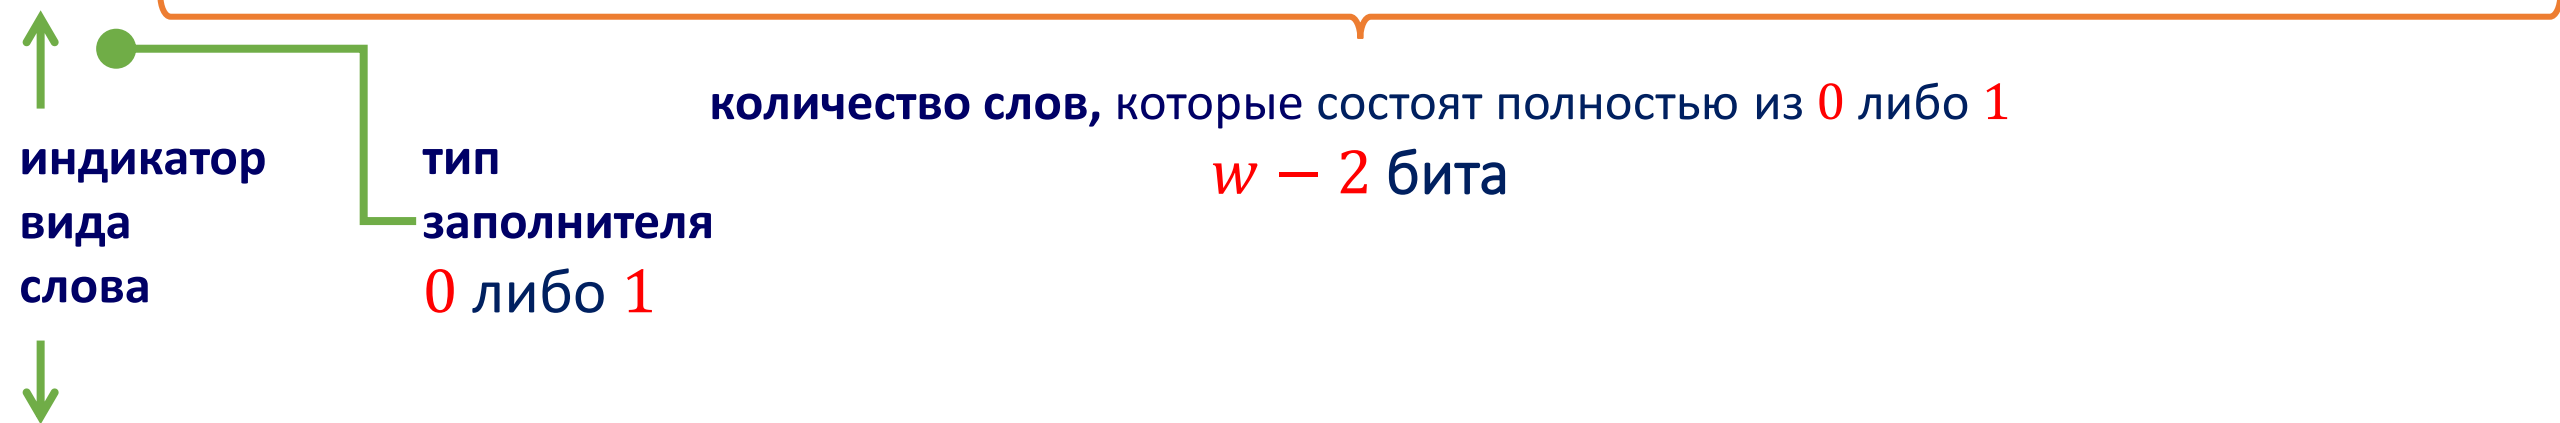 количество слов, которые состоят полностью из 0 либо 1
w − 2 бита
индикатор
вида
слова
тип
заполнителя
0 либо 1